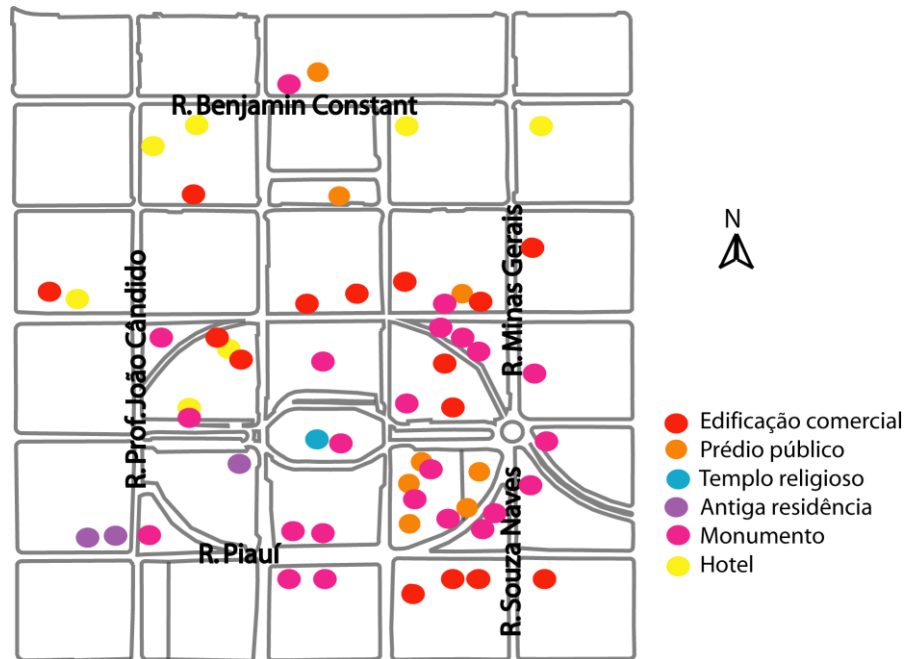 R. Benjamin Constant
N
R. Minas Gerais
R. Prof. João Cândido
Edificação comercial
Prédio público
Templo religioso
Antiga residência
Monumento
Hotel
R. Piauí
R. Souza Naves